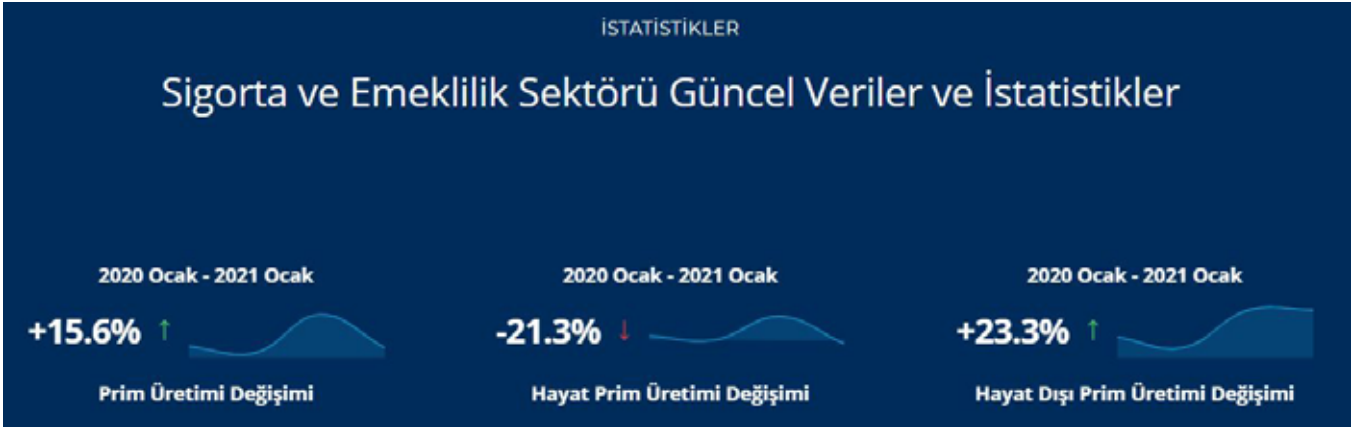 İSTATİSTİKLER
Sigorta ve Emeklilik Sektörü Güncel Veriler ve İstatistikler
2020 Ocak - 2021 Ocak
+15.6% ↑
Prim Üretimi Değişimi
2020 Ocak - 2021 Ocak
-21.3% ↓
Hayat Prim Üretimi Değişimi
2020 Ocak - 2021 Ocak
+23.3% ↑
Hayat Dışı Prim Üretimi Değişimi